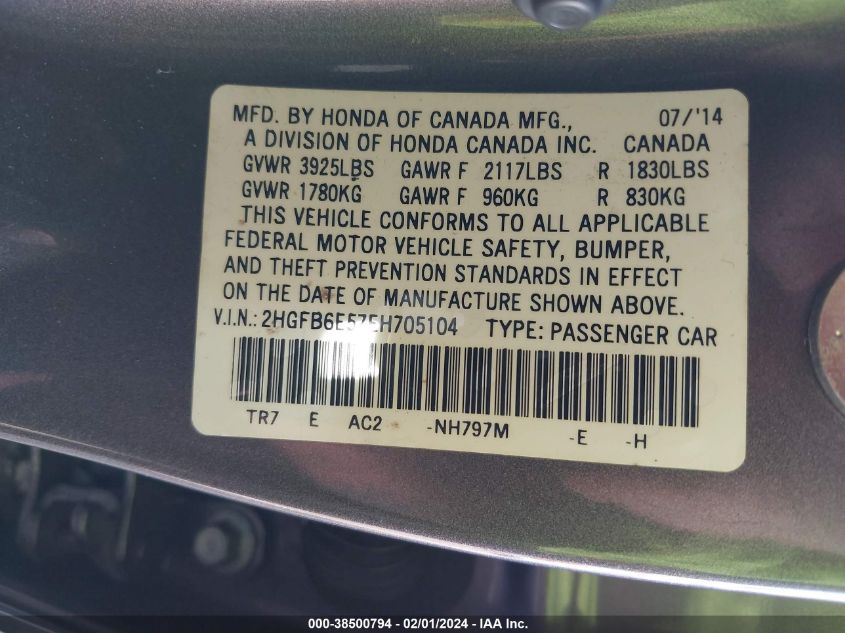 MFD. BY HONDA OF CANADA MFG., 07/'14
A DIVISION OF HONDA CANADA INC. CANADA
GVWR 3925LBS GAWR F 2117LBS R 1830LBS
GVWR 1780KG GAWR F 960KG R 830KG
THIS VEHICLE CONFORMS TO ALL APPLICABLE
FEDERAL MOTOR VEHICLE SAFETY, BUMPER,
AND THEFT PREVENTION STANDARDS IN EFFECT
ON THE DATE OF MANUFACTURE SHOWN ABOVE.
V.I.N.: 2HGFB6E57EH705104 TYPE: PASSENGER CAR
TR7 E AC2 -NH797M -E -H
000-38500794 - 02/01/2024 - IAA Inc.